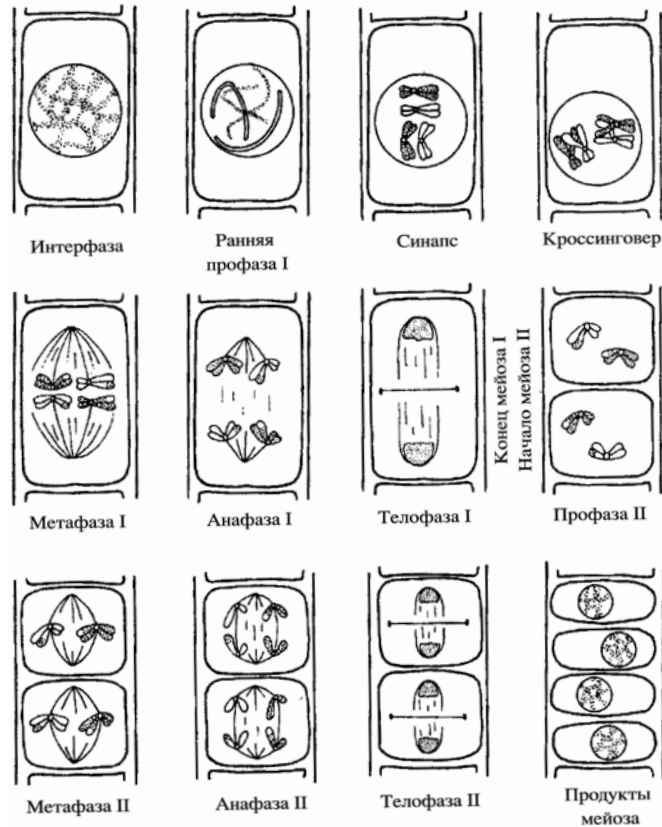 Интерфаза
Ранняя
профаза I
Синапс
Кроссинговер
Метафаза I
Анафаза I
Телофаза I
Конец мейоза I
Начало мейоза II
Профаза II
Метафаза II
Анафаза II
Телофаза II
Продукты
мейоза